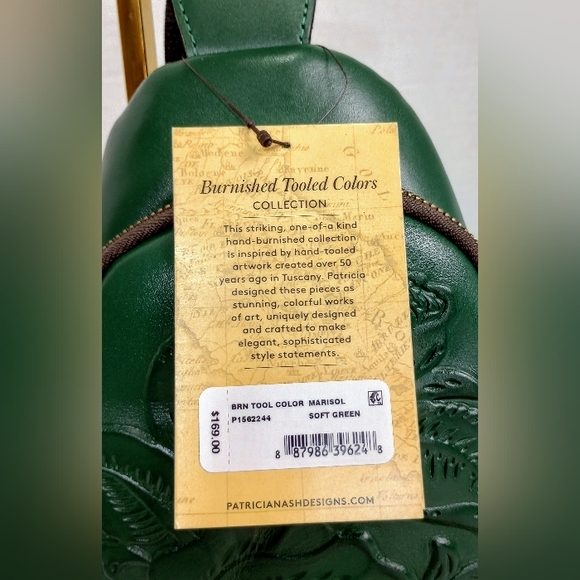 Burnished Tooled Colors
COLLECTION
This striking, one-of-a kind
hand-burnished collection
is inspired by hand-tooled
artwork created over 50
years ago in Tuscany. Patricia
designed these pieces as
stunning, colorful works
of art, uniquely designed
and crafted to make
elegant, sophisticated
style statements.
$169.00
BRN TOOL COLOR MARISOL
P1562244 SOFT GREEN
8 87986 39624 8
PATRICIANASHDESIGNS.COM